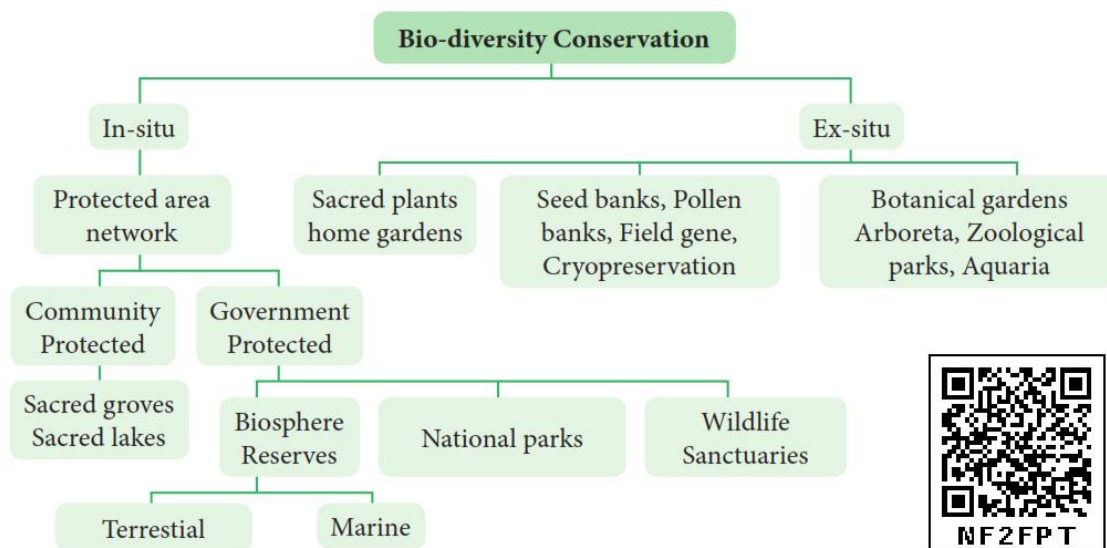 Bio-diversity Conservation
In-situ
Ex-situ
Protected area
network
Sacred plants
home gardens
Seed banks, Pollen
banks, Field gene,
Cryopreservation
Botanical gardens
Arboreta, Zoological
parks, Aquaria
Community
Protected
Government
Protected
Sacred groves
Sacred lakes
Biosphere
Reserves
National parks
Wildlife
Sanctuaries
Terrestial
Marine
NF2FPT